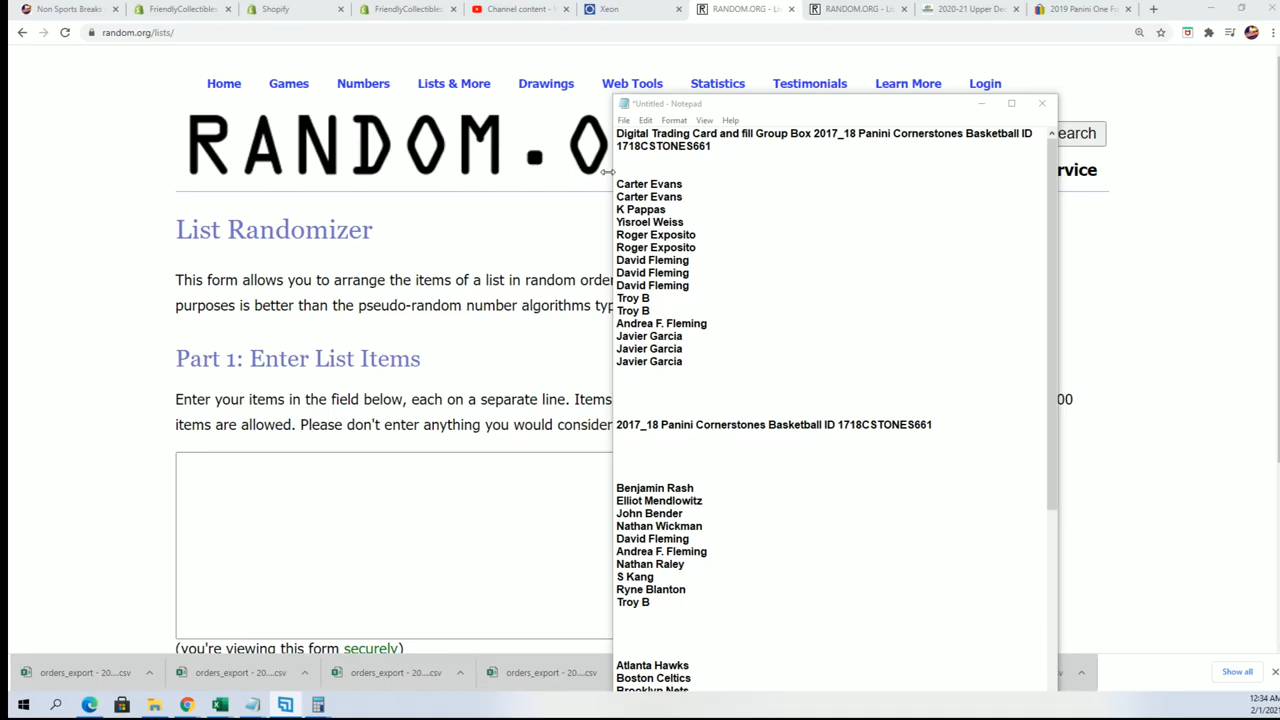 Non Sports Breaks
FriendlyCollectibles
Shopify
FriendlyCollectibles
Channel content -
Xeon
RANDOM.ORG - Li
RANDOM.ORG - Li
2020-21 Upper De
2019 Panini One Fo
random.org/lists/
Home Games Numbers Lists & More Drawings Web Tools Statistics Testimonials Learn More Login
RANDOM.O
earch
rvice
List Randomizer
This form allows you to arrange the items of a list in random orde
purposes is better than the pseudo-random number algorithms typ
Part 1: Enter List Items
Enter your items in the field below, each on a separate line. Items
00
items are allowed. Please don't enter anything you would consider
(you're viewing this form securely)
*Untitled - Notepad
File Edit Format View Help
Digital Trading Card and fill Group Box 2017_18 Panini Cornerstones Basketball ID
1718CSTONES661
Carter Evans
Carter Evans
K Pappas
Yisroel Weiss
Roger Exposito
Roger Exposito
David Fleming
David Fleming
David Fleming
Troy B
Troy B
Andrea F. Fleming
Javier Garcia
Javier Garcia
Javier Garcia
2017_18 Panini Cornerstones Basketball ID 1718CSTONES661
Benjamin Rash
Elliot Mendlowitz
John Bender
Nathan Wickman
David Fleming
Andrea F. Fleming
Nathan Raley
S Kang
Ryne Blanton
Troy B
Atlanta Hawks
Boston Celtics
Brooklyn Nets
orders_export - 20....csv
orders_export - 20....csv
orders_export - 20....csv
orders_export - 20....csv
Show all
12:34 AM
2/1/2021